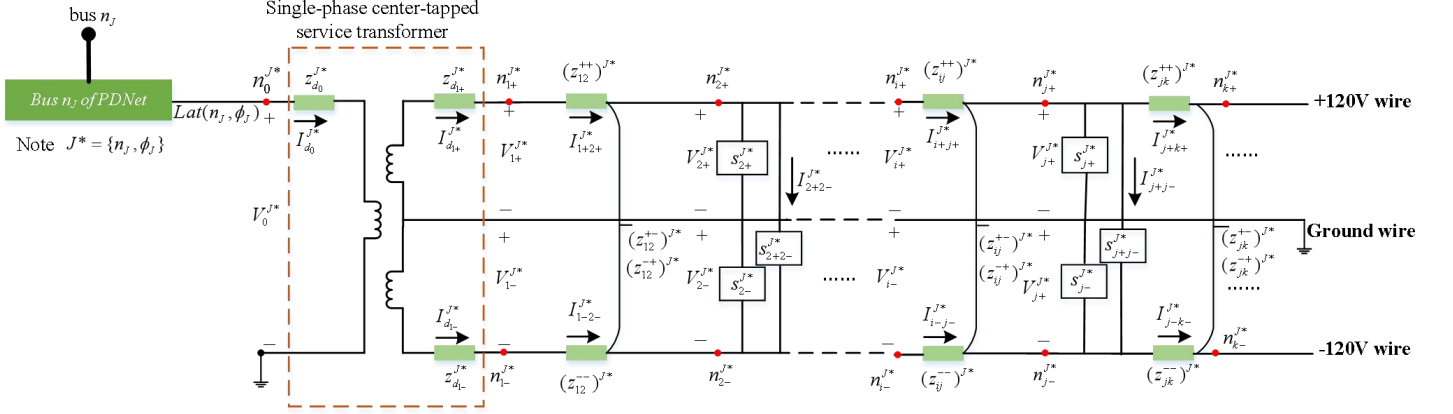 bus n_J
Single-phase center-tapped
service transformer
Bus n_J of PDNet
Lat(n_J, ϕ_J)
Note J* = {n_J, ϕ_J}
n_0^{J*}
+
V_0^{J*}
−
z_{d_0}^{J*}
I_{d_0}^{J*}
z_{d_{1+}}^{J*}
I_{d_{1+}}^{J*}
I_{d_{1-}}^{J*}
z_{d_{1-}}^{J*}
n_{1+}^{J*}
+
V_{1+}^{J*}
−
+
V_{1-}^{J*}
−
n_{1-}^{J*}
(z_{12}^{++})^{J*}
I_{1+2+}^{J*}
(z_{12}^{+-})^{J*}
(z_{12}^{-+})^{J*}
I_{1-2-}^{J*}
(z_{12}^{--})^{J*}
n_{2+}^{J*}
+
V_{2+}^{J*}
−
+
V_{2-}^{J*}
−
n_{2-}^{J*}
s_{2+}^{J*}
I_{2+2-}^{J*}
s_{2+2-}^{J*}
s_{2-}^{J*}
......
......
n_{i+}^{J*}
+
V_{i+}^{J*}
−
+
V_{i-}^{J*}
−
n_{i-}^{J*}
(z_{ij}^{++})^{J*}
I_{i+j+}^{J*}
(z_{ij}^{+-})^{J*}
(z_{ij}^{-+})^{J*}
I_{i-j-}^{J*}
(z_{ij}^{--})^{J*}
n_{j+}^{J*}
+
V_{j+}^{J*}
−
+
V_{j+}^{J*}
−
n_{j-}^{J*}
s_{j+}^{J*}
I_{j+j-}^{J*}
s_{j+j-}^{J*}
s_{j-}^{J*}
(z_{jk}^{++})^{J*}
I_{j+k+}^{J*}
(z_{jk}^{+-})^{J*}
(z_{jk}^{-+})^{J*}
I_{j-k-}^{J*}
(z_{jk}^{--})^{J*}
n_{k+}^{J*}
......
......
n_{k-}^{J*}
+120V wire
Ground wire
-120V wire